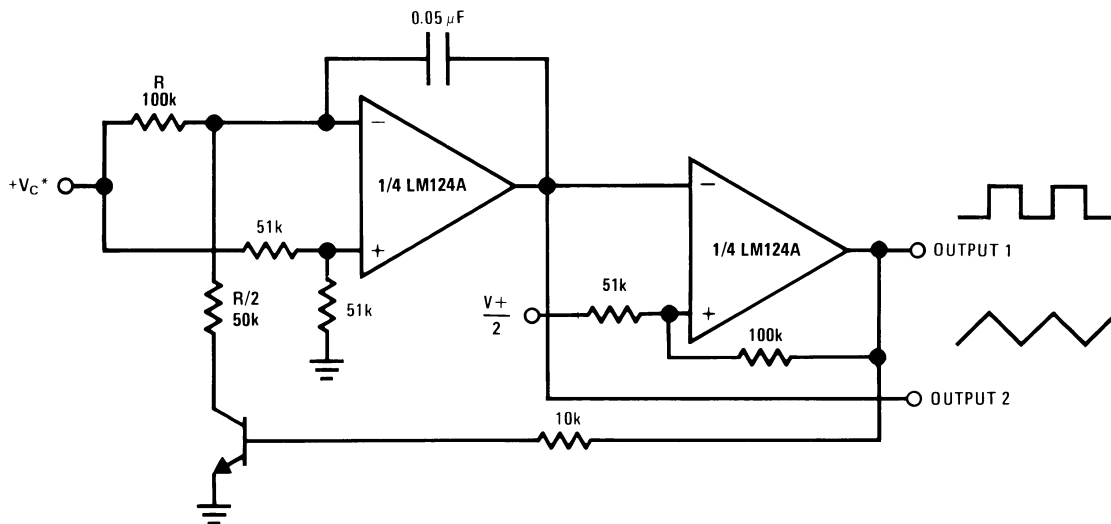 0.05 µF
R
100k
−
+VC*
1/4 LM124A
−
51k
+
1/4 LM124A
OUTPUT 1
R/2
50k
51k
V+
2
51k
+
100k
OUTPUT 2
10k